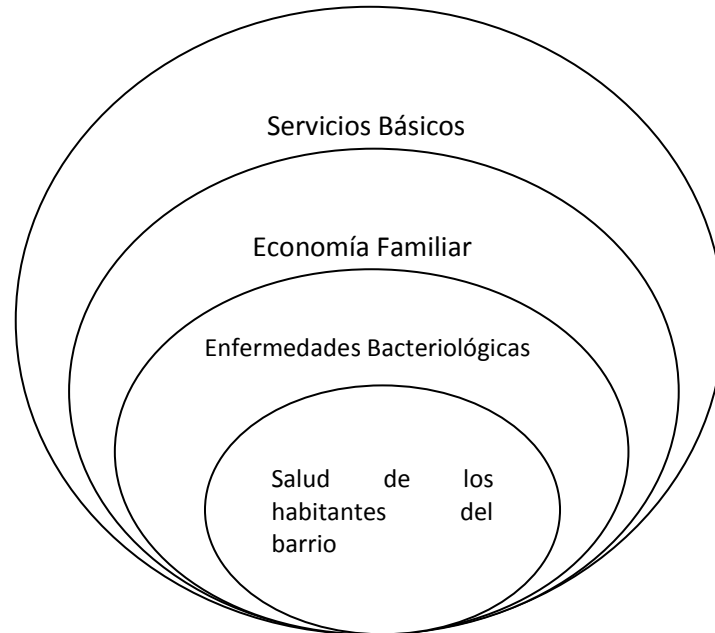 Servicios Básicos
Economía Familiar
Enfermedades Bacteriológicas
Salud de los
habitantes del
barrio